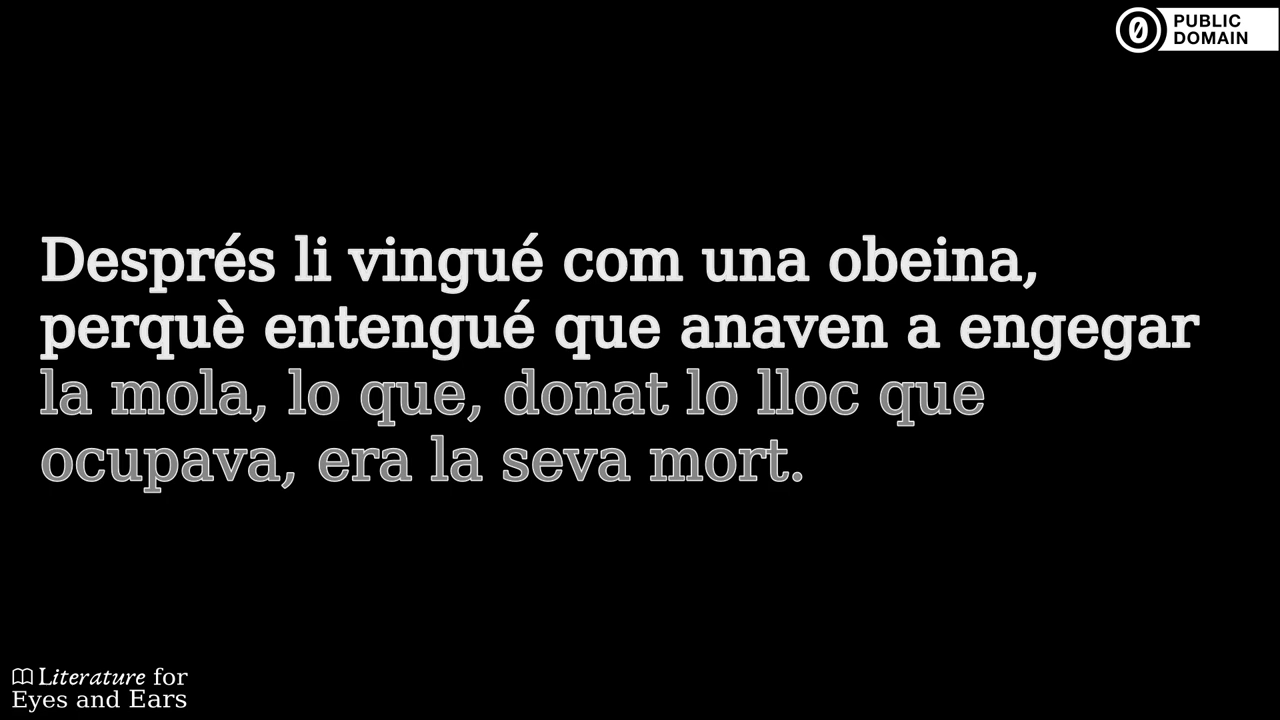 PUBLIC
DOMAIN
Després li vingué com una obeina,
perquè entengué que anaven a engegar
la mola, lo que, donat lo lloc que
ocupava, era la seva mort.
Literature for
Eyes and Ears